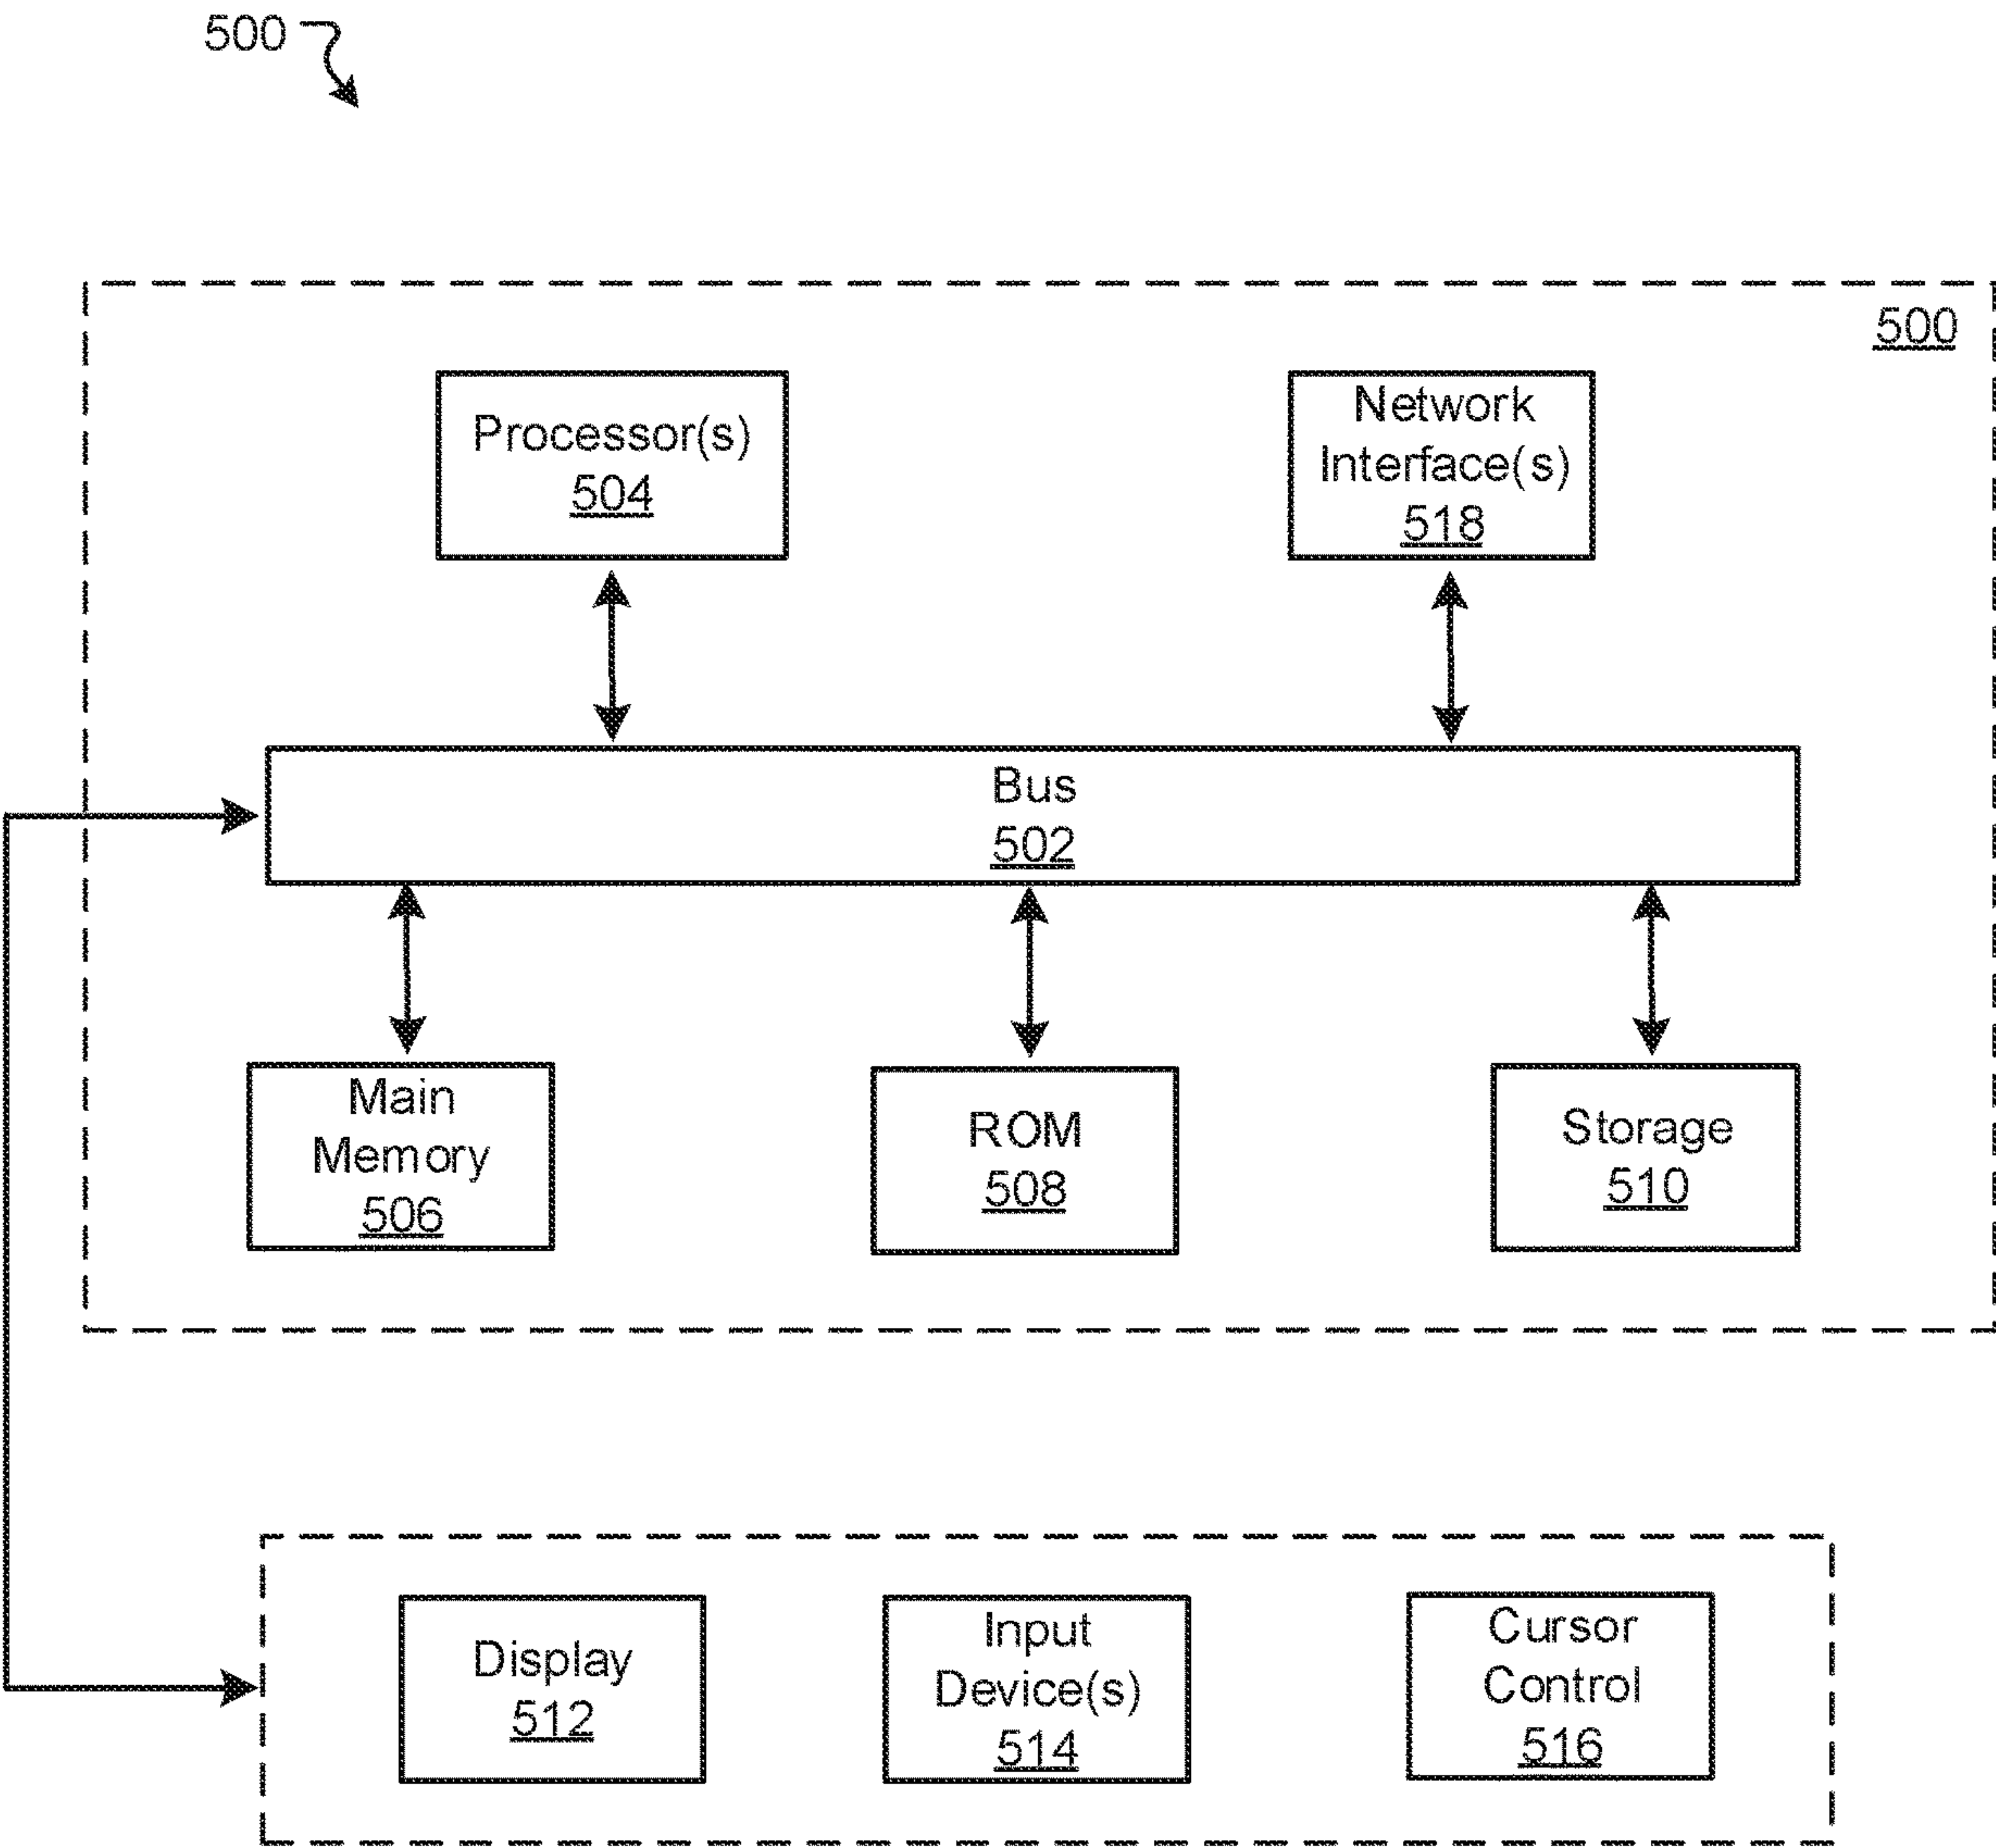 500
500
Processor(s)
504
Network
Interface(s)
518
Bus
502
Main
Memory
506
ROM
508
Storage
510
Display
512
Input
Device(s)
514
Cursor
Control
516